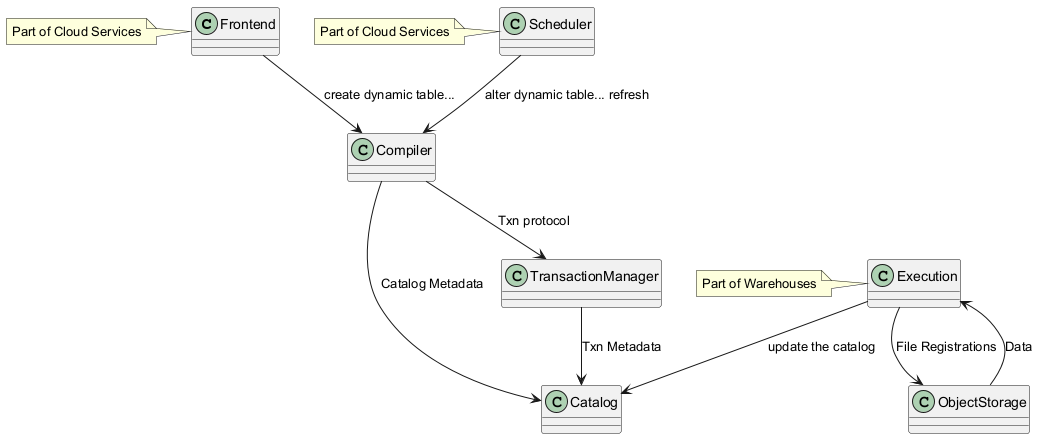 Part of Cloud Services
C Frontend
Part of Cloud Services
C Scheduler
create dynamic table...
alter dynamic table... refresh
C Compiler
Txn protocol
Catalog Metadata
C TransactionManager
Part of Warehouses
C Execution
Txn Metadata
update the catalog
File Registrations
Data
C Catalog
C ObjectStorage